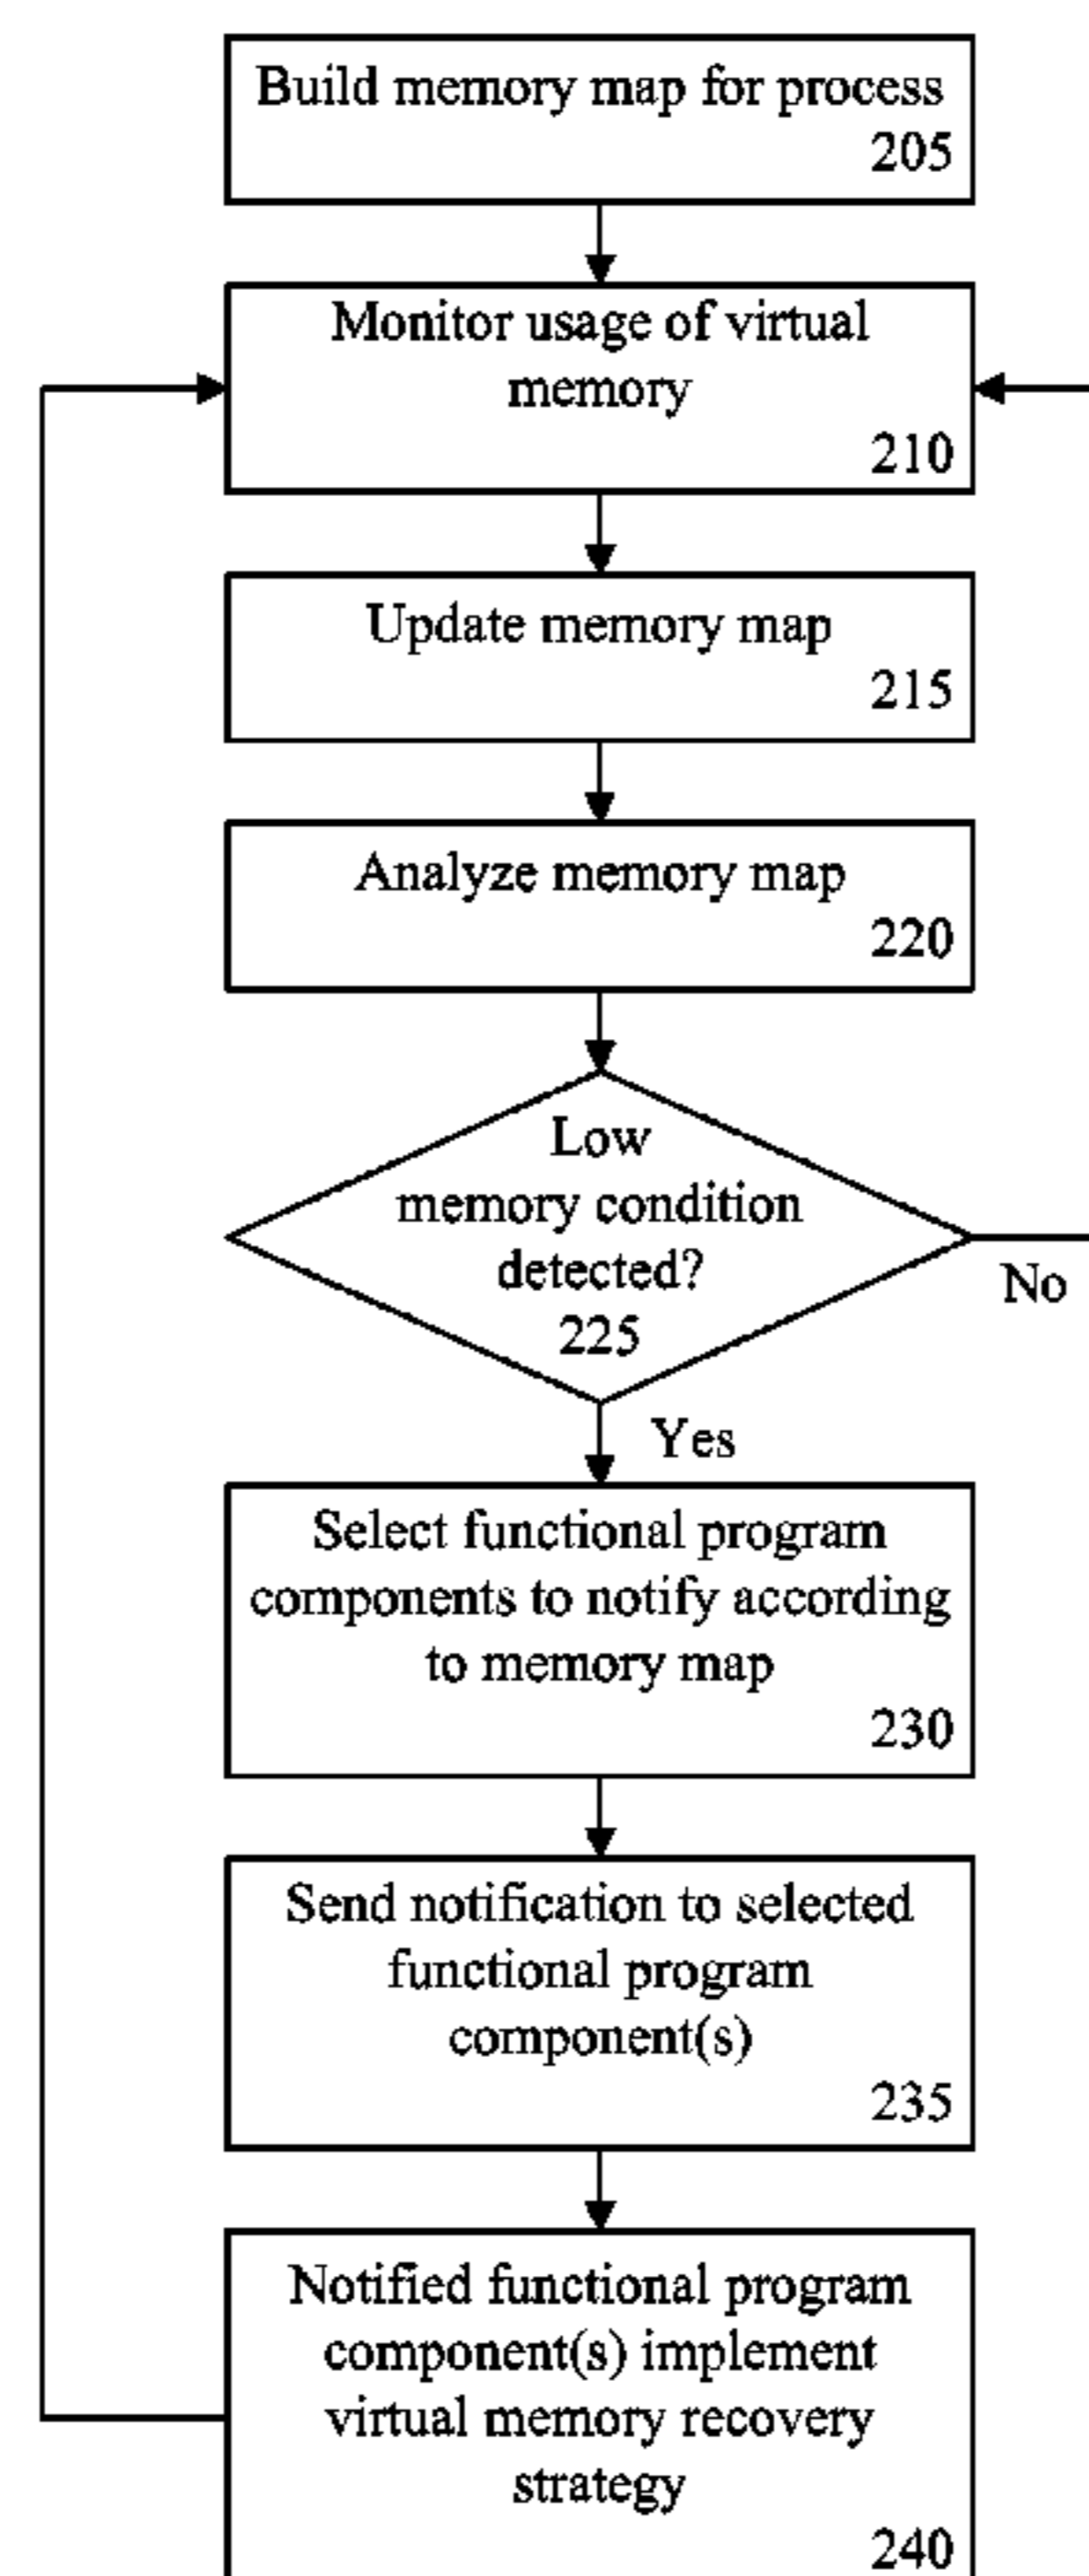 Build memory map for process
205
Monitor usage of virtual
memory
210
Update memory map
215
Analyze memory map
220
Low
memory condition
detected?
225
No
Yes
Select functional program
components to notify according
to memory map
230
Send notification to selected
functional program
component(s)
235
Notified functional program
component(s) implement
virtual memory recovery
strategy
240